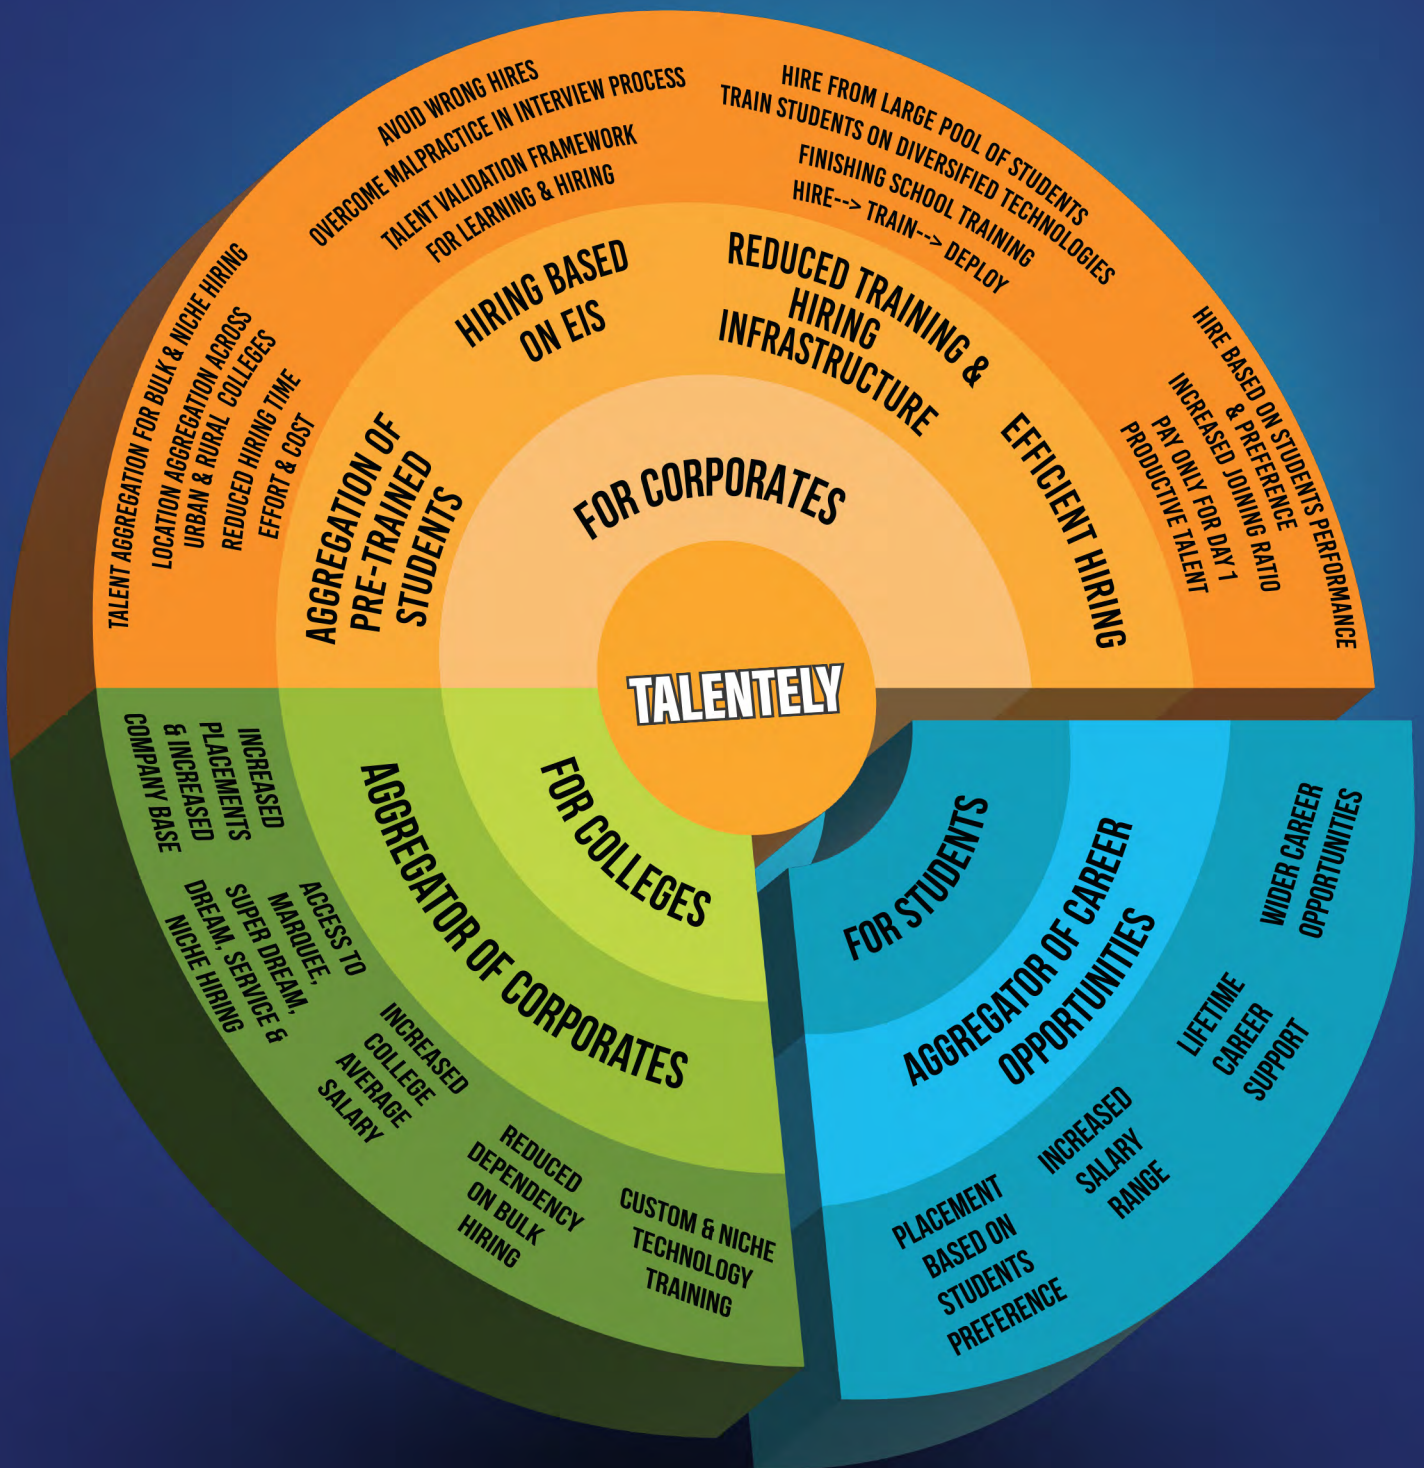 TALENTELY
FOR CORPORATES
AGGREGATION OF
PRE-TRAINED
STUDENTS
TALENT AGGREGATION FOR BULK & NICHE HIRING
LOCATION AGGREGATION ACROSS
URBAN & RURAL COLLEGES
REDUCED HIRING TIME
EFFORT & COST
HIRING BASED
ON EIS
AVOID WRONG HIRES
OVERCOME MALPRACTICE IN INTERVIEW PROCESS
TALENT VALIDATION FRAMEWORK
FOR LEARNING & HIRING
REDUCED TRAINING &
HIRING
INFRASTRUCTURE
HIRE FROM LARGE POOL OF STUDENTS
TRAIN STUDENTS ON DIVERSIFIED TECHNOLOGIES
FINISHING SCHOOL TRAINING
HIRE--> TRAIN--> DEPLOY
EFFICIENT HIRING
HIRE BASED ON STUDENTS PERFORMANCE
& PREFERENCE
INCREASED JOINING RATIO
PAY ONLY FOR DAY 1
PRODUCTIVE TALENT
FOR COLLEGES
AGGREGATOR OF CORPORATES
INCREASED
PLACEMENTS
& INCREASED
COMPANY BASE
ACCESS TO
MARQUEE,
SUPER DREAM,
DREAM, SERVICE &
NICHE HIRING
INCREASED
COLLEGE
AVERAGE
SALARY
REDUCED
DEPENDENCY
ON BULK
HIRING
CUSTOM & NICHE
TECHNOLOGY
TRAINING
FOR STUDENTS
AGGREGATOR OF CAREER
OPPORTUNITIES
WIDER CAREER
OPPORTUNITIES
LIFETIME
CAREER
SUPPORT
INCREASED
SALARY
RANGE
PLACEMENT
BASED ON
STUDENTS
PREFERENCE